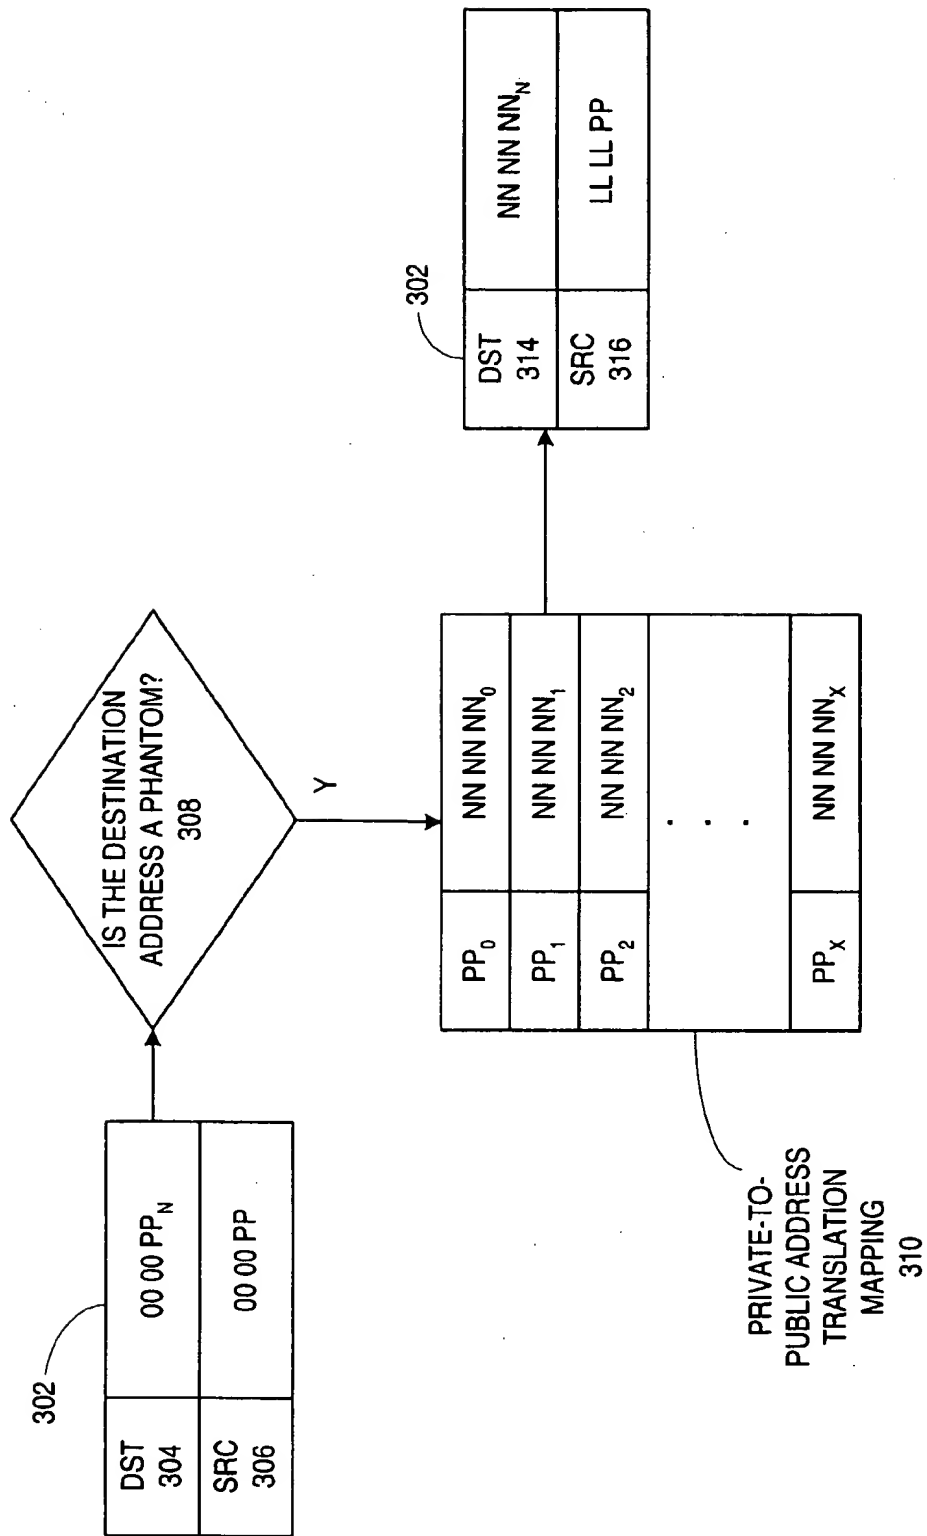 302
DST
304
00 00 PP_N
SRC
306
00 00 PP
IS THE DESTINATION
ADDRESS A PHANTOM?
308
Y
PP_0
NN NN NN_0
PP_1
NN NN NN_1
PP_2
NN NN NN_2
. . .
PP_X
NN NN NN_X
PRIVATE-TO-
PUBLIC ADDRESS
TRANSLATION
MAPPING
310
302
DST
314
NN NN NN_N
SRC
316
LL LL PP